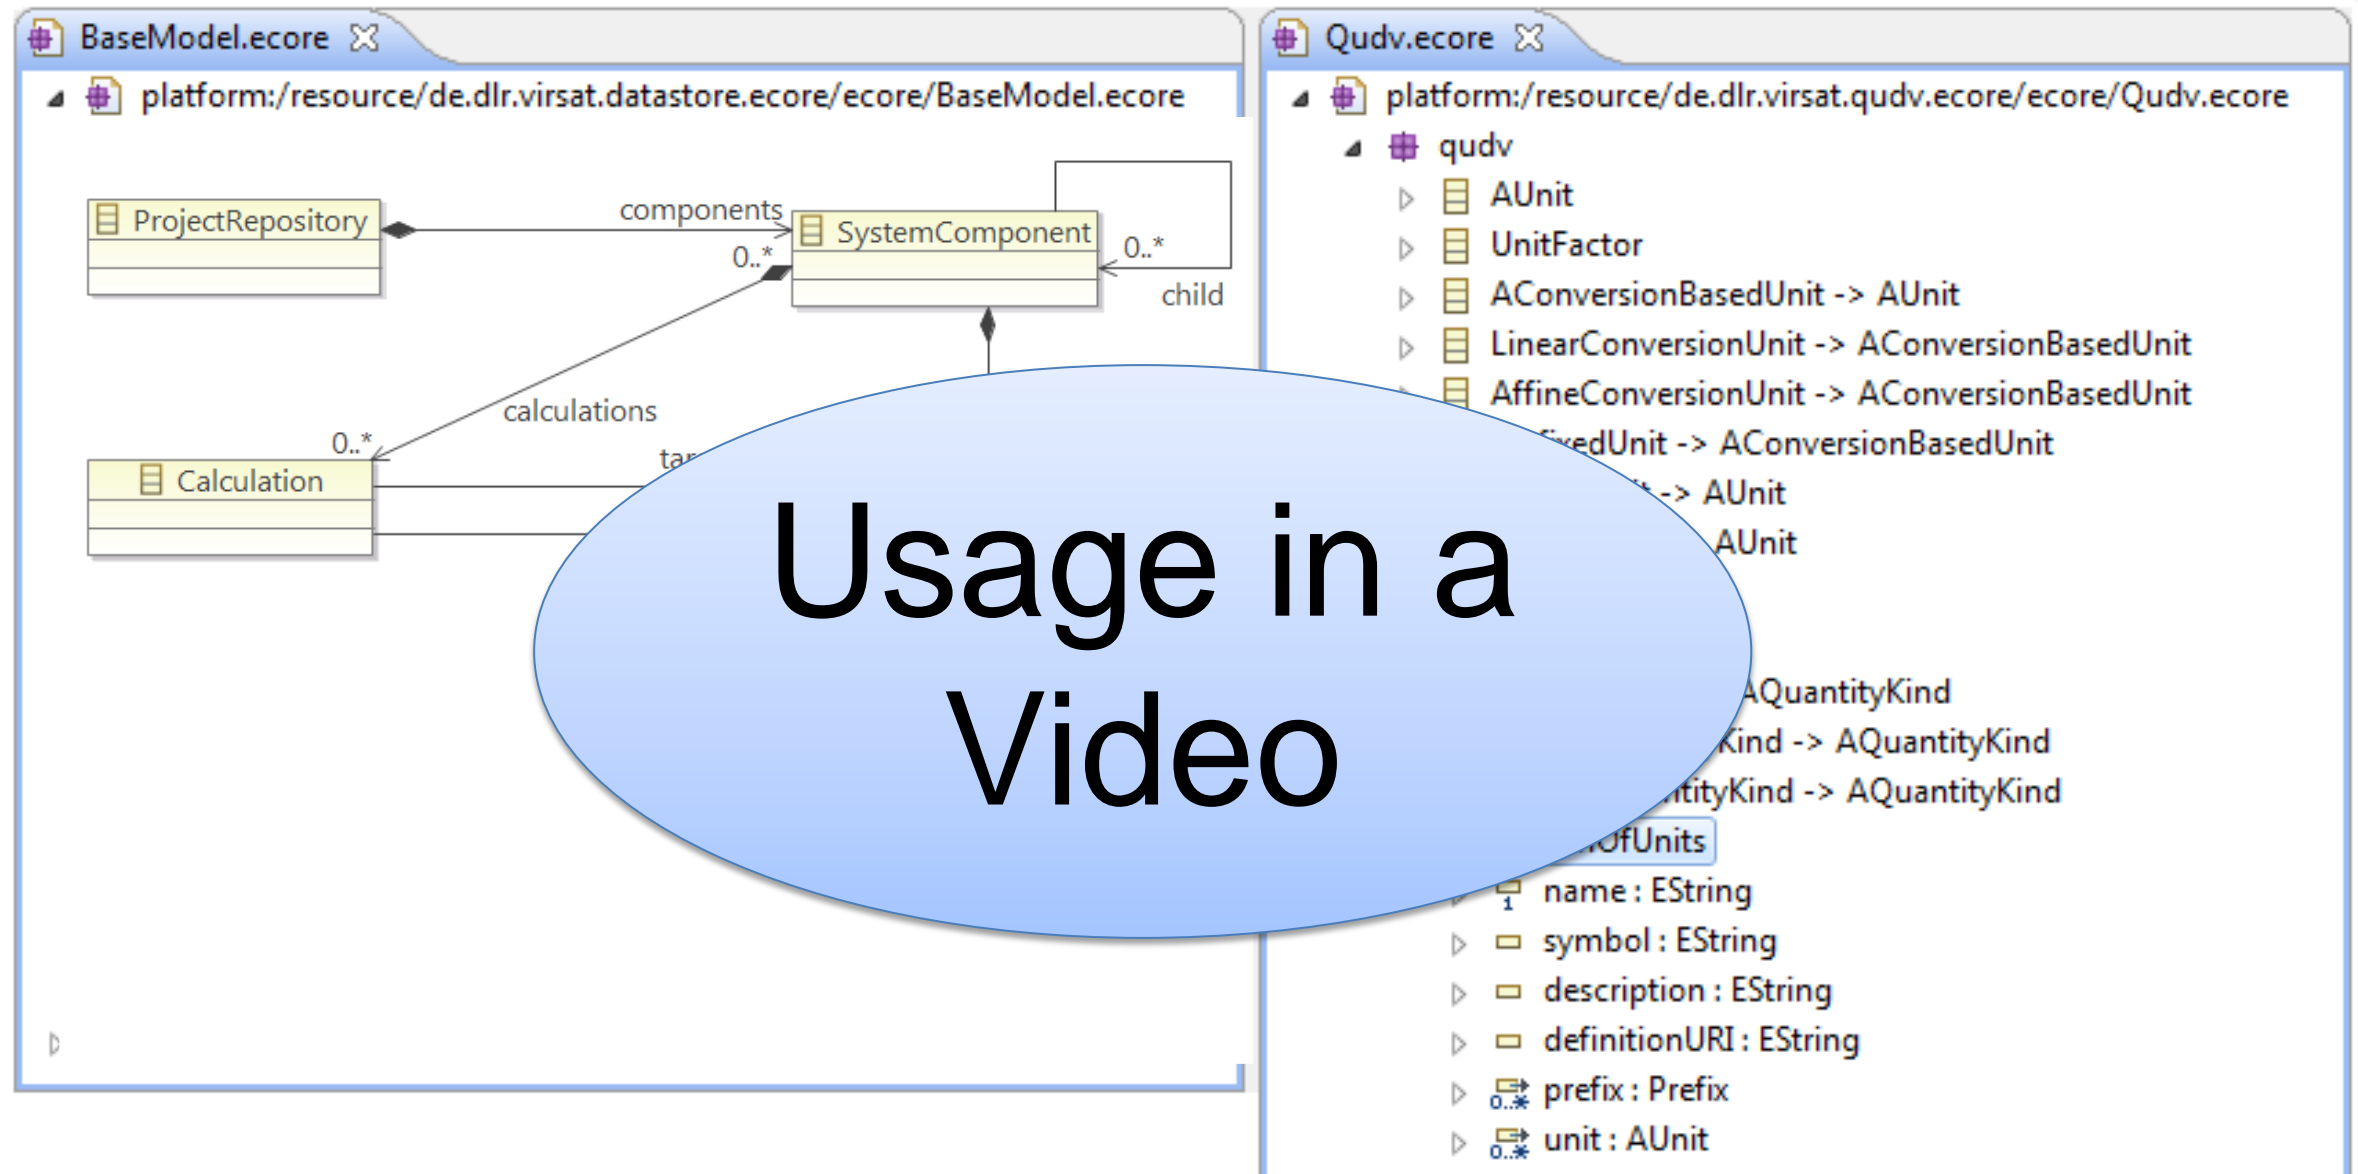 BaseModel.ecore
platform:/resource/de.dlr.virsat.datastore.ecore/ecore/BaseModel.ecore
ProjectRepository
components
0..*
SystemComponent
0..*
child
calculations
0..*
Calculation
Usage in a
Video
Qudv.ecore
platform:/resource/de.dlr.virsat.qudv.ecore/ecore/Qudv.ecore
qudv
AUnit
UnitFactor
AConversionBasedUnit -> AUnit
LinearConversionUnit -> AConversionBasedUnit
AffineConversionUnit -> AConversionBasedUnit
-> AConversionBasedUnit
-> AUnit
AUnit
AQuantityKind
-> AQuantityKind
-> AQuantityKind
OfUnits
name : EString
symbol : EString
description : EString
definitionURI : EString
prefix : Prefix
unit : AUnit